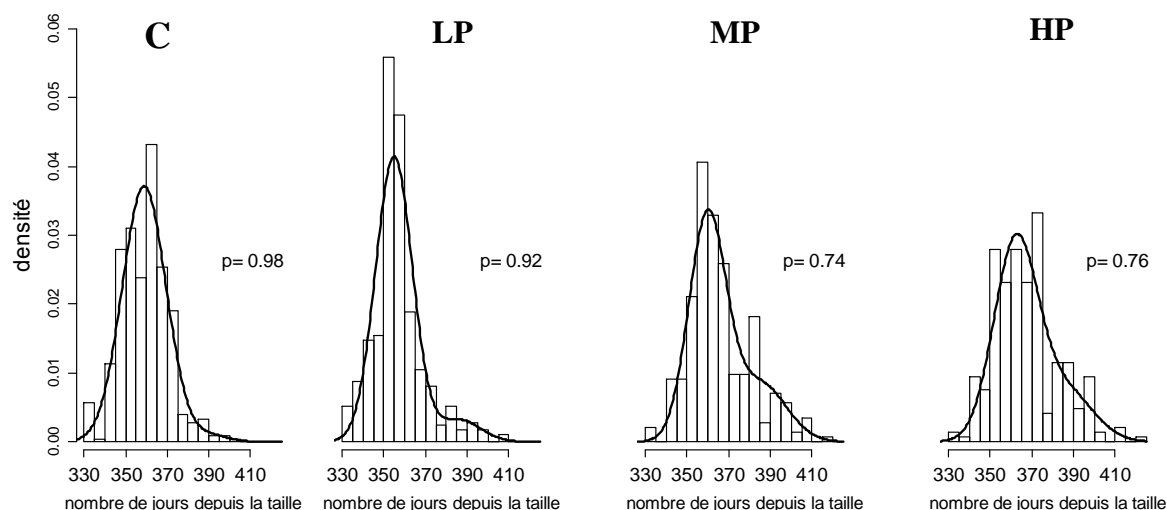 C LP MP HP
0.06
0.05
0.04
0.03
0.02
0.01
0.00
densité
p= 0.98 p= 0.92 p= 0.74 p= 0.76
330 350 370 390 410 330 350 370 390 410 330 350 370 390 410 330 350 370 390 410
nombre de jours depuis la taille nombre de jours depuis la taille nombre de jours depuis la taille nombre de jours depuis la taille